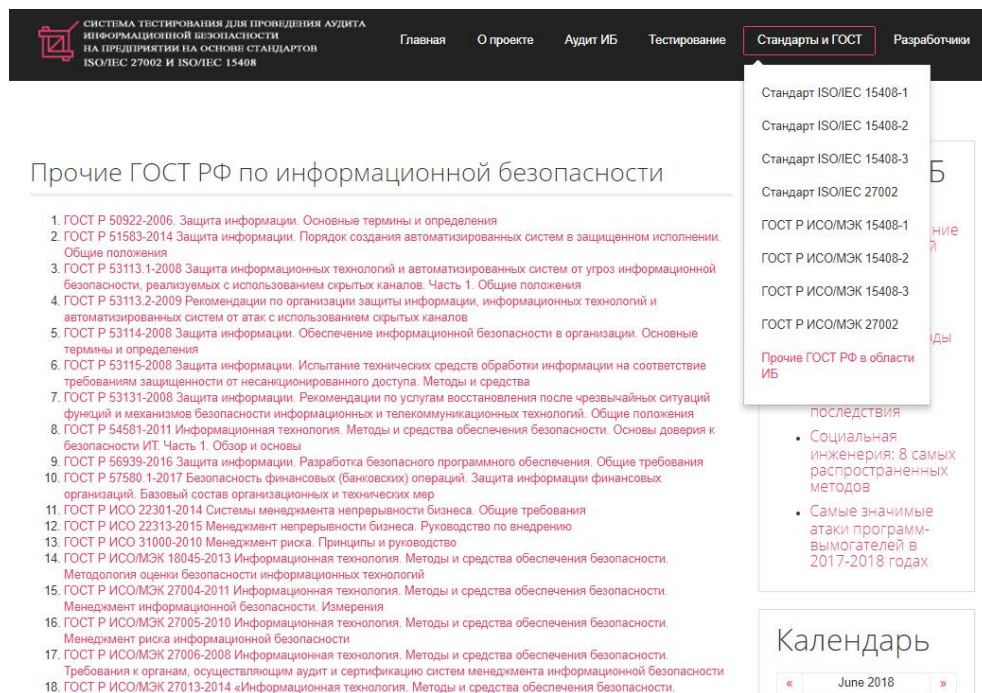 СИСТЕМА ТЕСТИРОВАНИЯ ДЛЯ ПРОВЕДЕНИЯ АУДИТА
ИНФОРМАЦИОННОЙ БЕЗОПАСНОСТИ
НА ПРЕДПРИЯТИИ НА ОСНОВЕ СТАНДАРТОВ
ISO/IEC 27002 И ISO/IEC 15408
Главная
О проекте
Аудит ИБ
Тестирование
Стандарты и ГОСТ
Разработчики
Стандарт ISO/IEC 15408-1
Стандарт ISO/IEC 15408-2
Стандарт ISO/IEC 15408-3
Стандарт ISO/IEC 27002
ГОСТ Р ИСО/МЭК 15408-1
ГОСТ Р ИСО/МЭК 15408-2
ГОСТ Р ИСО/МЭК 15408-3
ГОСТ Р ИСО/МЭК 27002
Прочие ГОСТ РФ в области
ИБ
Прочие ГОСТ РФ по информационной безопасности
1. ГОСТ Р 50922-2006. Защита информации. Основные термины и определения
2. ГОСТ Р 51583-2014 Защита информации. Порядок создания автоматизированных систем в защищенном исполнении.
Общие положения
3. ГОСТ Р 53113.1-2008 Защита информационных технологий и автоматизированных систем от угроз информационной
безопасности, реализуемых с использованием скрытых каналов. Часть 1. Общие положения
4. ГОСТ Р 53113.2-2009 Рекомендации по организации защиты информации, информационных технологий и
автоматизированных систем от атак с использованием скрытых каналов
5. ГОСТ Р 53114-2008 Защита информации. Обеспечение информационной безопасности в организации. Основные
термины и определения
6. ГОСТ Р 53115-2008 Защита информации. Испытание технических средств обработки информации на соответствие
требованиям защищенности от несанкционированного доступа. Методы и средства
7. ГОСТ Р 53131-2008 Защита информации. Рекомендации по услугам восстановления после чрезвычайных ситуаций
функций и механизмов безопасности информационных и телекоммуникационных технологий. Общие положения
8. ГОСТ Р 54581-2011 Информационная технология. Методы и средства обеспечения безопасности. Основы доверия к
безопасности ИТ. Часть 1. Обзор и основы
9. ГОСТ Р 56939-2016 Защита информации. Разработка безопасного программного обеспечения. Общие требования
10. ГОСТ Р 57580.1-2017 Безопасность финансовых (банковских) операций. Защита информации финансовых
организаций. Базовый состав организационных и технических мер
11. ГОСТ Р ИСО 22301-2014 Системы менеджмента непрерывности бизнеса. Общие требования
12. ГОСТ Р ИСО 22313-2015 Менеджмент непрерывности бизнеса. Руководство по внедрению
13. ГОСТ Р ИСО 31000-2010 Менеджмент риска. Принципы и руководство
14. ГОСТ Р ИСО/МЭК 18045-2013 Информационная технология. Методы и средства обеспечения безопасности.
Методология оценки безопасности информационных технологий
15. ГОСТ Р ИСО/МЭК 27004-2011 Информационная технология. Методы и средства обеспечения безопасности.
Менеджмент информационной безопасности. Измерения
16. ГОСТ Р ИСО/МЭК 27005-2010 Информационная технология. Методы и средства обеспечения безопасности.
Менеджмент риска информационной безопасности
17. ГОСТ Р ИСО/МЭК 27006-2008 Информационная технология. Методы и средства обеспечения безопасности.
Требования к органам, осуществляющим аудит и сертификацию систем менеджмента информационной безопасности
18. ГОСТ Р ИСО/МЭК 27013-2014 «Информационная технология. Методы и средства обеспечения безопасности.
последствия
Социальная
инженерия: 8 самых
распространенных
методов
Самые значимые
атаки программ-
вымогателей в
2017-2018 годах
Календарь
« June 2018 »